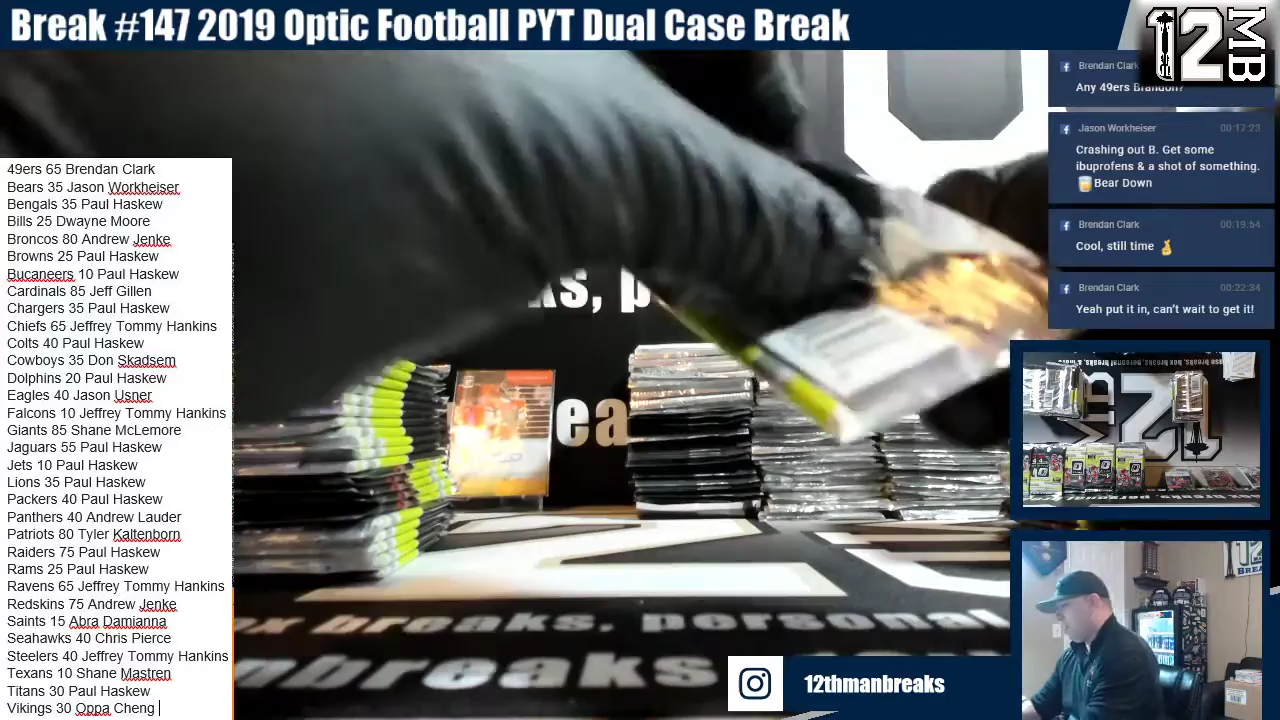 Break #147 2019 Optic Football PYT Dual Case Break
12
MB
Brendan Clark
Any 49ers Brandon?
Jason Workheiser 00:17:23
Crashing out B. Get some
ibuprofens & a shot of something.
🍺Bear Down
Brendan Clark 00:19:54
Cool, still time 🤞
Brendan Clark 00:22:34
Yeah put it in, can't wait to get it!
49ers 65 Brendan Clark
Bears 35 Jason Workheiser
Bengals 35 Paul Haskew
Bills 25 Dwayne Moore
Broncos 80 Andrew Jenke
Browns 25 Paul Haskew
Bucaneers 10 Paul Haskew
Cardinals 85 Jeff Gillen
Chargers 35 Paul Haskew
Chiefs 65 Jeffrey Tommy Hankins
Colts 40 Paul Haskew
Cowboys 35 Don Skadsem
Dolphins 20 Paul Haskew
Eagles 40 Jason Usner
Falcons 10 Jeffrey Tommy Hankins
Giants 85 Shane McLemore
Jaguars 55 Paul Haskew
Jets 10 Paul Haskew
Lions 35 Paul Haskew
Packers 40 Paul Haskew
Panthers 40 Andrew Lauder
Patriots 80 Tyler Kaltenborn
Raiders 75 Paul Haskew
Rams 25 Paul Haskew
Ravens 65 Jeffrey Tommy Hankins
Redskins 75 Andrew Jenke
Saints 15 Abra Damianna
Seahawks 40 Chris Pierce
Steelers 40 Jeffrey Tommy Hankins
Texans 10 Shane Mastren
Titans 30 Paul Haskew
Vikings 30 Oppa Cheng
ks, p
ea
ox breaks, personal
mbreaks
12thmanbreaks